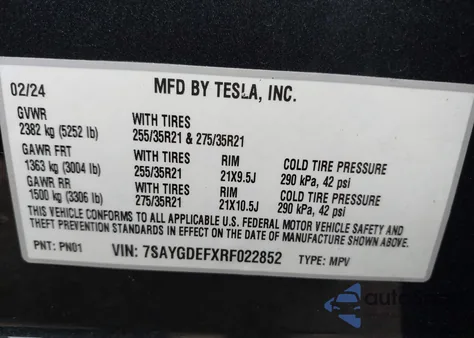 02/24 MFD BY TESLA, INC.
GVWR WITH TIRES
2382 kg (5252 lb) 255/35R21 & 275/35R21
GAWR FRT WITH TIRES RIM COLD TIRE PRESSURE
1363 kg (3004 lb) 255/35R21 21X9.5J 290 kPa, 42 psi
GAWR RR WITH TIRES RIM COLD TIRE PRESSURE
1500 kg (3306 lb) 275/35R21 21X10.5J 290 kPa, 42 psi
THIS VEHICLE CONFORMS TO ALL APPLICABLE U.S. FEDERAL MOTOR VEHICLE SAFETY AND
THEFT PREVENTION STANDARDS IN EFFECT ON THE DATE OF MANUFACTURE SHOWN ABOVE.
PNT: PN01 VIN: 7SAYGDEFXRF022852 TYPE: MPV